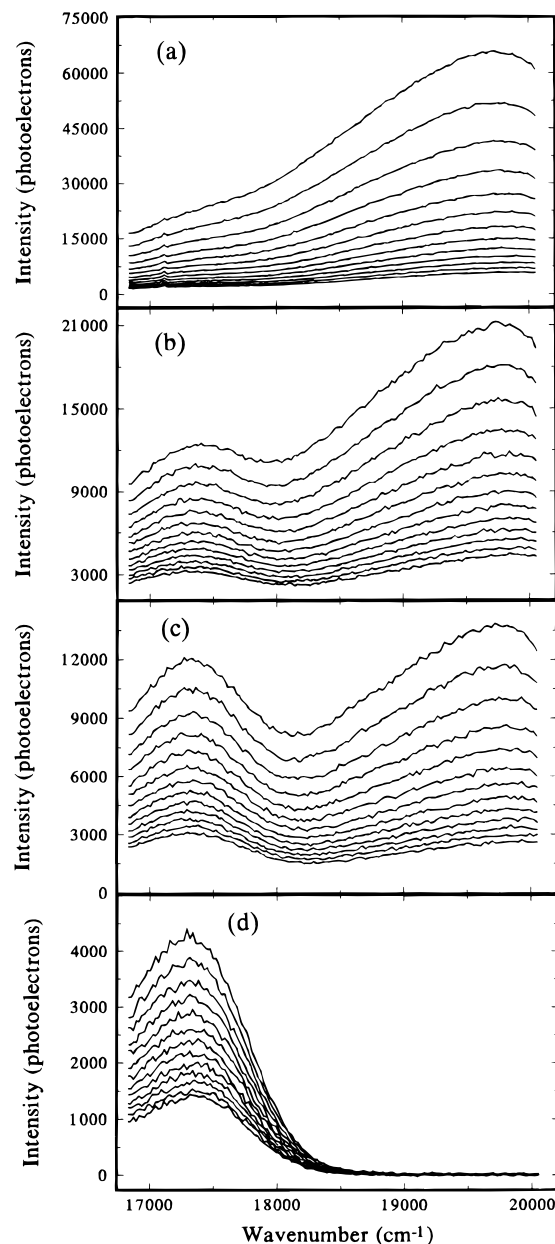 75000
(a)
60000
45000
30000
15000
0
Intensity (photoelectrons)
21000
(b)
15000
9000
3000
Intensity (photoelectrons)
(c)
12000
9000
6000
3000
0
Intensity (photoelectrons)
(d)
4000
3000
2000
1000
0
Intensity (photoelectrons)
17000 18000 19000 20000
Wavenumber (cm-1)